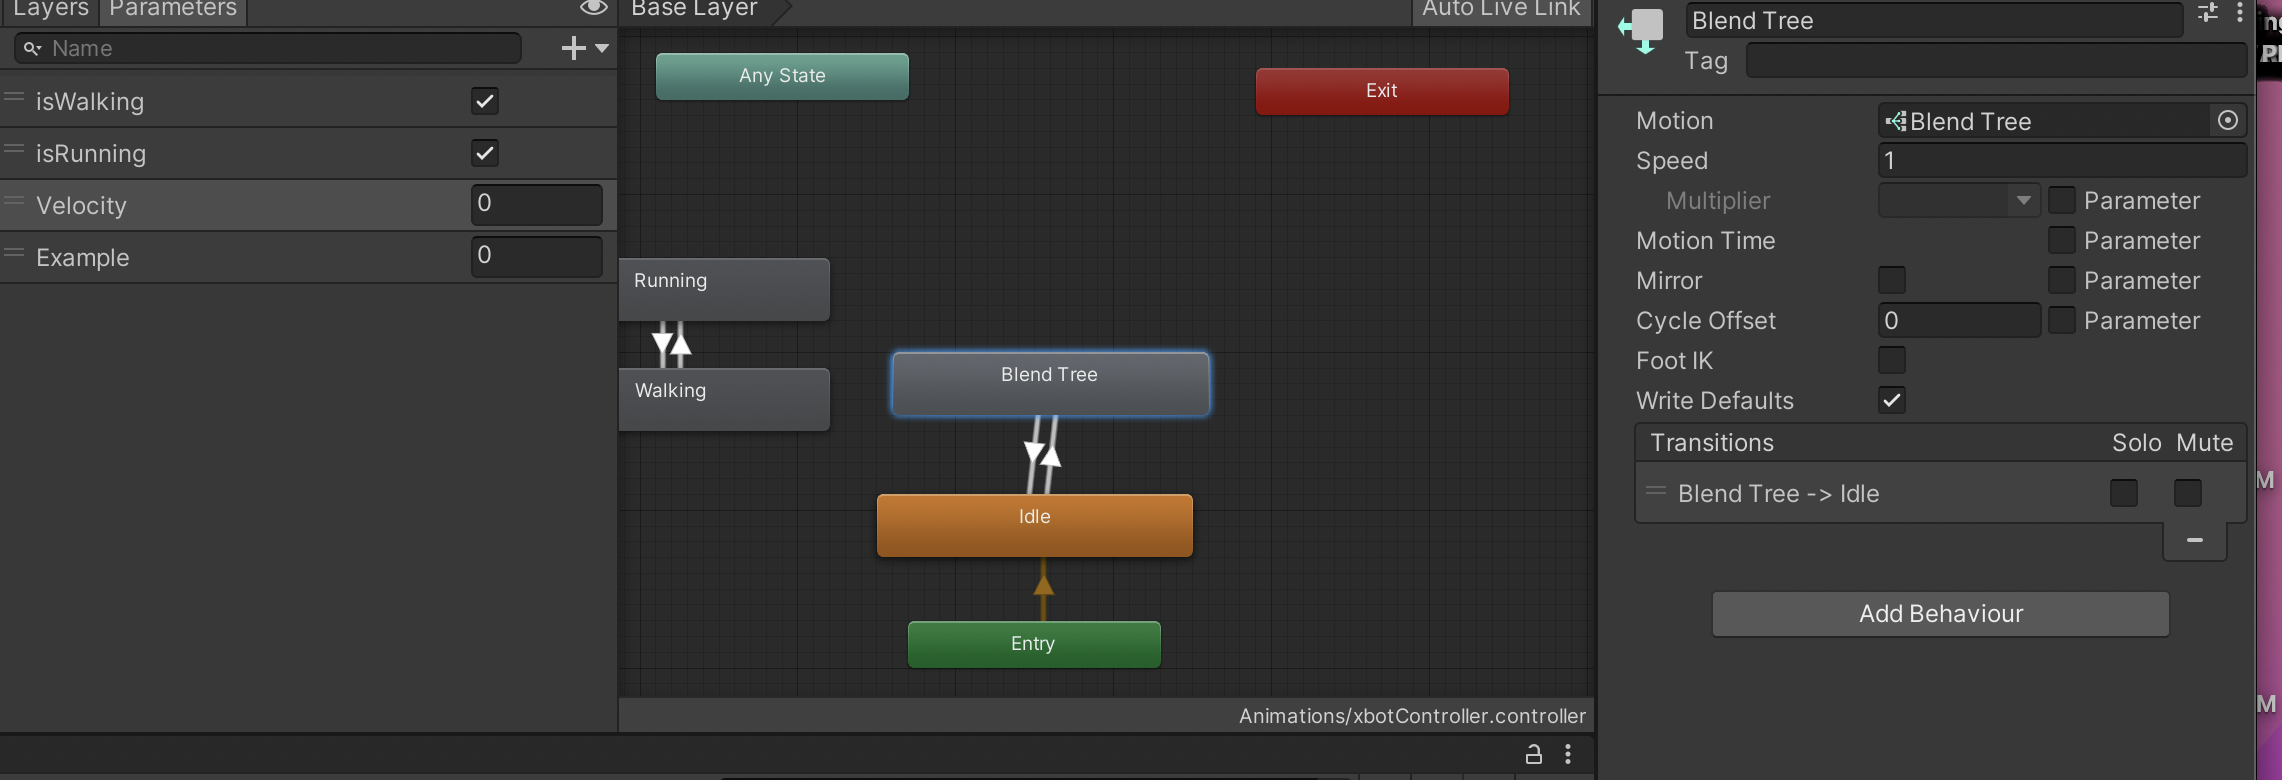 Layers Parameters
Name
isWalking
isRunning
Velocity 0
Example 0
Base Layer
Auto Live Link
Any State
Exit
Running
Walking
Blend Tree
Idle
Entry
Animations/xbotController.controller
Blend Tree
Tag
Motion Blend Tree
Speed 1
Multiplier Parameter
Motion Time Parameter
Mirror Parameter
Cycle Offset 0 Parameter
Foot IK
Write Defaults
Transitions Solo Mute
Blend Tree -> Idle
Add Behaviour
M
M